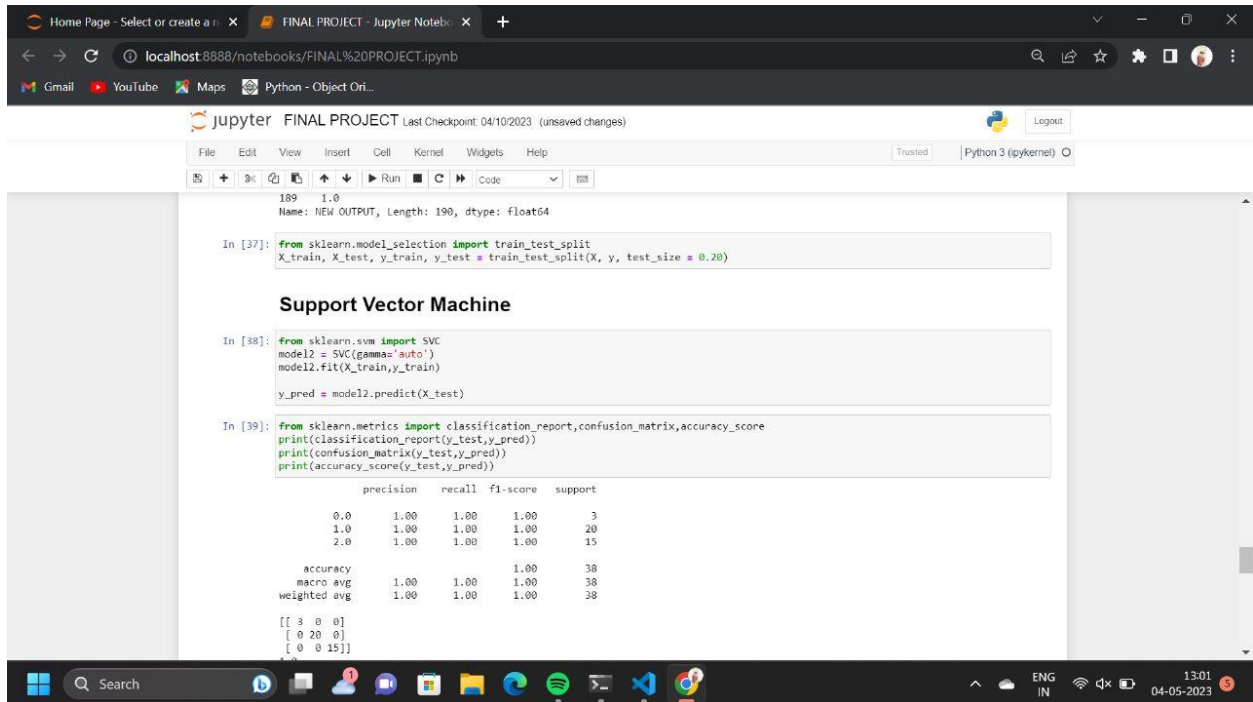 Home Page - Select or create a n
FINAL PROJECT - Jupyter Notebo
localhost:8888/notebooks/FINAL%20PROJECT.ipynb
Gmail YouTube Maps Python - Object Ori...
jupyter FINAL PROJECT Last Checkpoint: 04/10/2023 (unsaved changes)
Logout
File Edit View Insert Cell Kernel Widgets Help
Trusted Python 3 (ipykernel)
Run Code
189 1.0
Name: NEW OUTPUT, Length: 190, dtype: float64
In [37]: from sklearn.model_selection import train_test_split
X_train, X_test, y_train, y_test = train_test_split(X, y, test_size = 0.20)
Support Vector Machine
In [38]: from sklearn.svm import SVC
model2 = SVC(gamma='auto')
model2.fit(X_train,y_train)
y_pred = model2.predict(X_test)
In [39]: from sklearn.metrics import classification_report,confusion_matrix,accuracy_score
print(classification_report(y_test,y_pred))
print(confusion_matrix(y_test,y_pred))
print(accuracy_score(y_test,y_pred))
precision recall f1-score support
0.0 1.00 1.00 1.00 3
1.0 1.00 1.00 1.00 20
2.0 1.00 1.00 1.00 15
accuracy 1.00 38
macro avg 1.00 1.00 1.00 38
weighted avg 1.00 1.00 1.00 38
[[ 3 0 0]
[ 0 20 0]
[ 0 0 15]]
Search
1
ENG
IN
13:01
04-05-2023
5